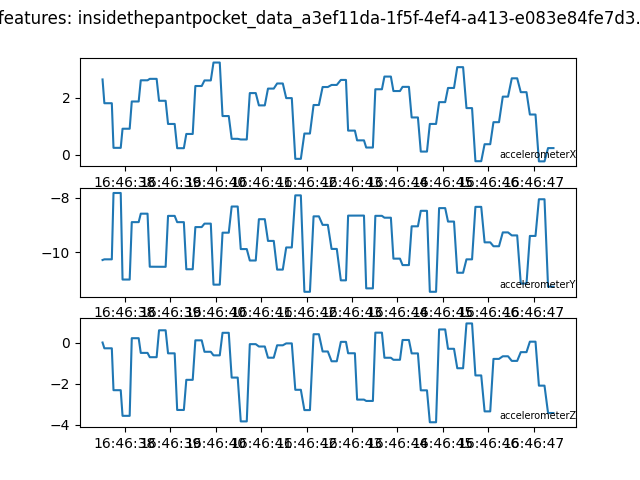 features: insidethepantpocket_data_a3ef11da-1f5f-4ef4-a413-e083e84fe7d3.
2
0
accelerometerX
16:46:38 16:46:39 16:46:40 16:46:41 16:46:42 16:46:43 16:46:44 16:46:45 16:46:46 16:46:47
−8
−10
accelerometerY
16:46:38 16:46:39 16:46:40 16:46:41 16:46:42 16:46:43 16:46:44 16:46:45 16:46:46 16:46:47
0
−2
−4
accelerometerZ
16:46:38 16:46:39 16:46:40 16:46:41 16:46:42 16:46:43 16:46:44 16:46:45 16:46:46 16:46:47